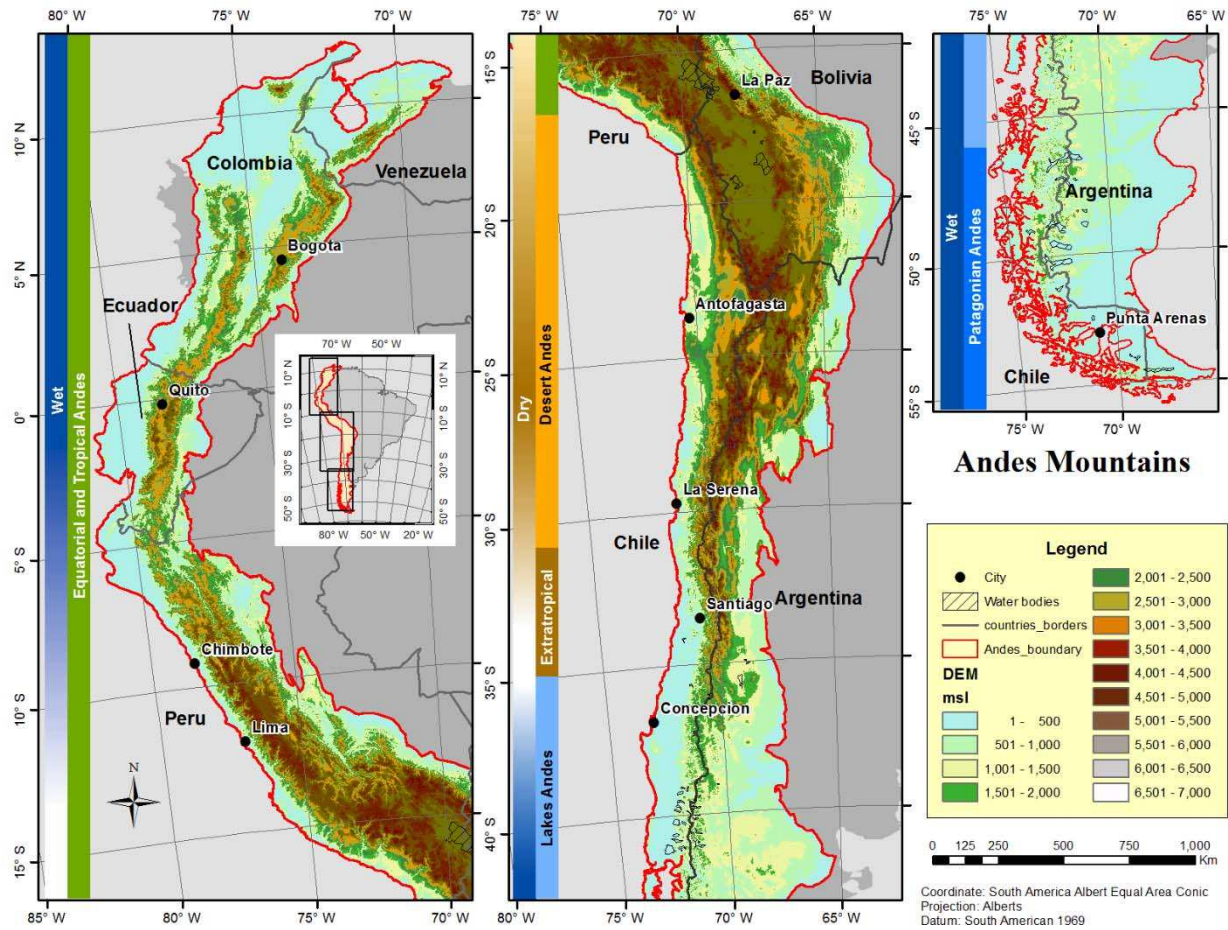 80° W
75° W
70° W
10° N
5° N
0°
5° S
10° S
15° S
85° W
80° W
75° W
70° W
Wet
Equatorial and Tropical Andes
Colombia
Venezuela
Bogota
Ecuador
Quito
Chimbote
Peru
Lima
N
70° W
50° W
10° N
10° S
30° S
50° S
10° N
10° S
30° S
50° S
80° W
50° W
20° W
75° W
70° W
65° W
15° S
20° S
25° S
30° S
35° S
40° S
80° W
75° W
70° W
65° W
Dry
Desert Andes
Extratropical
Lakes Andes
La Paz
Bolivia
Peru
Antofagasta
La Serena
Chile
Santiago
Argentina
Concepcion
75° W
70° W
65° W
45° S
50° S
55° S
75° W
70° W
65° W
Wet
Patagonian Andes
Argentina
Punta Arenas
Chile
Andes Mountains
Legend
City
Water bodies
countries_borders
Andes_boundary
DEM
msl
1 - 500
501 - 1,000
1,001 - 1,500
1,501 - 2,000
2,001 - 2,500
2,501 - 3,000
3,001 - 3,500
3,501 - 4,000
4,001 - 4,500
4,501 - 5,000
5,001 - 5,500
5,501 - 6,000
6,001 - 6,500
6,501 - 7,000
0 125 250 500 750 1,000
Km
Coordinate: South America Albert Equal Area Conic
Projection: Alberts
Datum: South American 1969